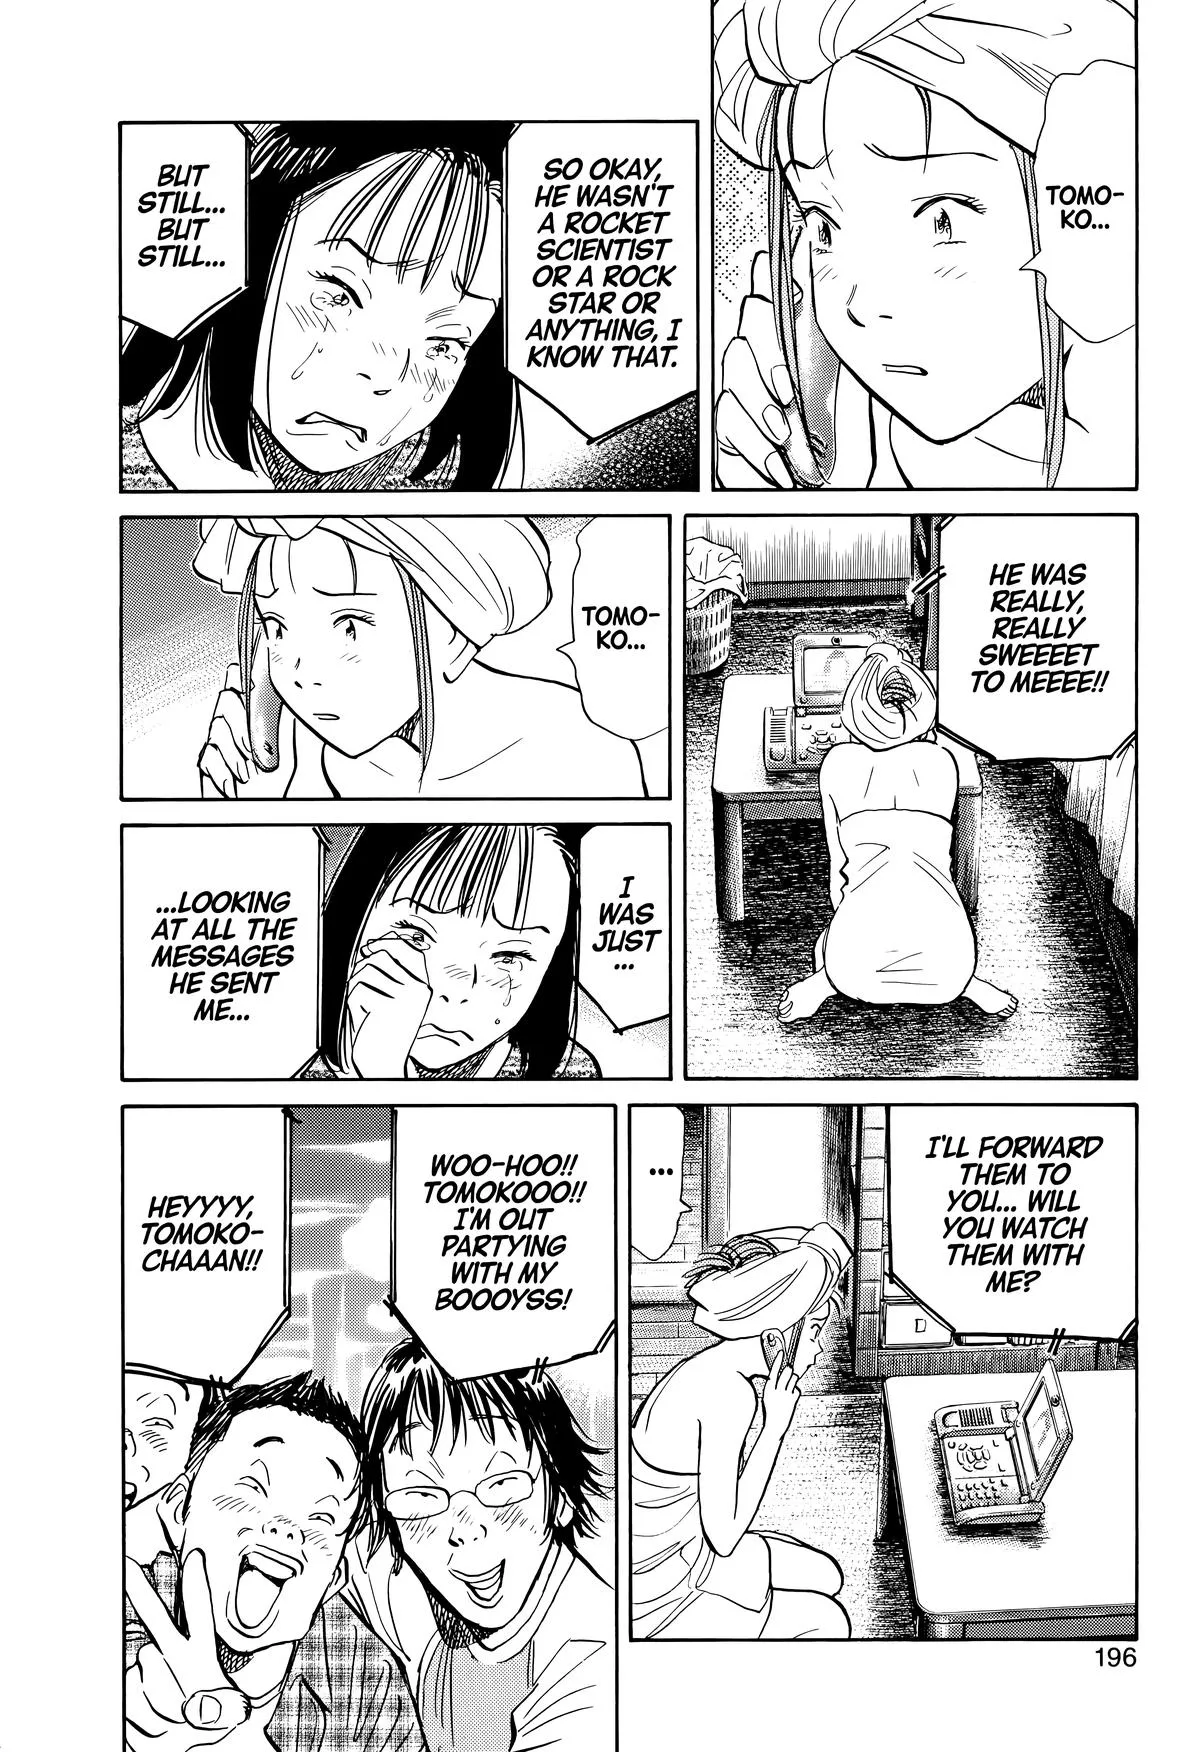 TOMO-
KO...
SO OKAY,
HE WASN'T
A ROCKET
SCIENTIST
OR A ROCK
STAR OR
ANYTHING, I
KNOW THAT.
BUT
STILL...
BUT
STILL...
HE WAS
REALLY,
REALLY
SWEEEET
TO MEEEE!!
TOMO-
KO...
I
WAS
JUST
...
...LOOKING
AT ALL THE
MESSAGES
HE SENT
ME...
I'LL FORWARD
THEM TO
YOU... WILL
YOU WATCH
THEM WITH
ME?
...
WOO-HOO!!
TOMOKOOO!!
I'M OUT
PARTYING
WITH MY
BOOOYSS!
HEYYYY,
TOMOKO-
CHAAAN!!
196